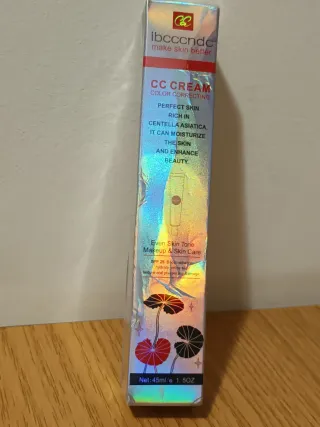 lbcccndc
make skin better
CC CREAM
COLOR CORRECTING
PERFECT SKIN.
RICH IN
CENTELLA ASIATICA,
IT CAN MOISTURIZE
THE SKIN
AND ENHANCE
BEAUTY.
Even Skin Tone
Makeup & Skin Care
Net: 45ml e 1.5OZ